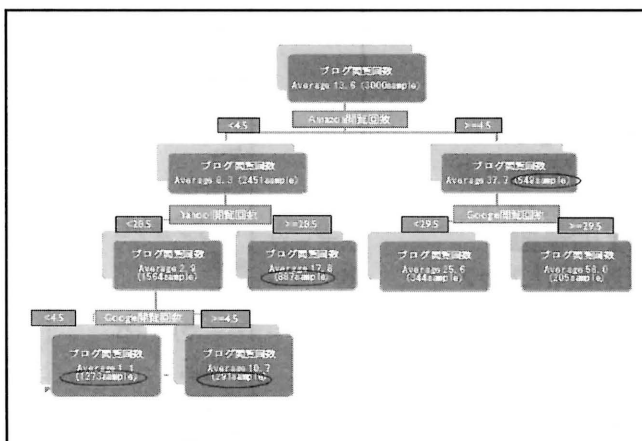 ブログ閲覧回数
Average 13.6 (3000sample)
Amazon閲覧回数
<4.5
>=4.5
ブログ閲覧回数
Average 8.3 (2451sample)
ブログ閲覧回数
Average 37.7 (549sample)
Yahoo閲覧回数
Google閲覧回数
<20.5
>=20.5
<29.5
>=29.5
ブログ閲覧回数
Average 2.9
(1564sample)
ブログ閲覧回数
Average 17.8
(887sample)
ブログ閲覧回数
Average 25.6
(344sample)
ブログ閲覧回数
Average 58.0
(205sample)
Google閲覧回数
<4.5
>=4.5
ブログ閲覧回数
Average 1.1
(1273sample)
ブログ閲覧回数
Average 10.7
(291sample)